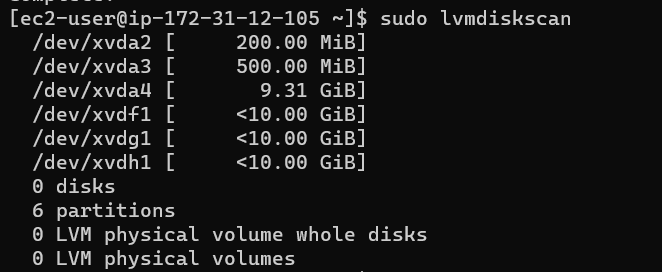 [ec2-user@ip-172-31-12-105 ~]$ sudo lvmdiskscan
  /dev/xvda2 [     200.00 MiB]
  /dev/xvda3 [     500.00 MiB]
  /dev/xvda4 [       9.31 GiB]
  /dev/xvdf1 [     <10.00 GiB]
  /dev/xvdg1 [     <10.00 GiB]
  /dev/xvdh1 [     <10.00 GiB]
  0 disks
  6 partitions
  0 LVM physical volume whole disks
  0 LVM physical volumes